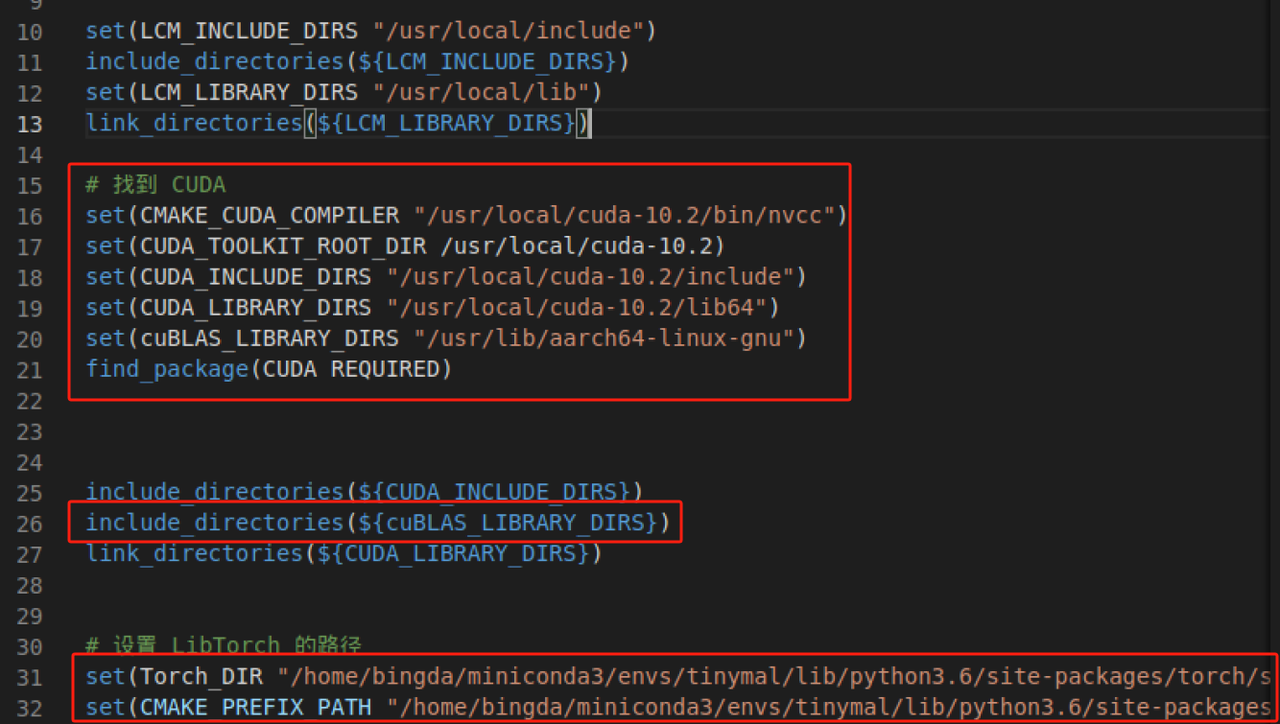 9
10 set(LCM_INCLUDE_DIRS "/usr/local/include")
11 include_directories(${LCM_INCLUDE_DIRS})
12 set(LCM_LIBRARY_DIRS "/usr/local/lib")
13 link_directories(${LCM_LIBRARY_DIRS})
14
15 # 找到 CUDA
16 set(CMAKE_CUDA_COMPILER "/usr/local/cuda-10.2/bin/nvcc")
17 set(CUDA_TOOLKIT_ROOT_DIR /usr/local/cuda-10.2)
18 set(CUDA_INCLUDE_DIRS "/usr/local/cuda-10.2/include")
19 set(CUDA_LIBRARY_DIRS "/usr/local/cuda-10.2/lib64")
20 set(cuBLAS_LIBRARY_DIRS "/usr/lib/aarch64-linux-gnu")
21 find_package(CUDA REQUIRED)
22
23
24
25 include_directories(${CUDA_INCLUDE_DIRS})
26 include_directories(${cuBLAS_LIBRARY_DIRS})
27 link_directories(${CUDA_LIBRARY_DIRS})
28
29
30 # 设置 LibTorch 的路径
31 set(Torch_DIR "/home/bingda/miniconda3/envs/tinymal/lib/python3.6/site-packages/torch/s
32 set(CMAKE_PREFIX_PATH "/home/bingda/miniconda3/envs/tinymal/lib/python3.6/site-packages